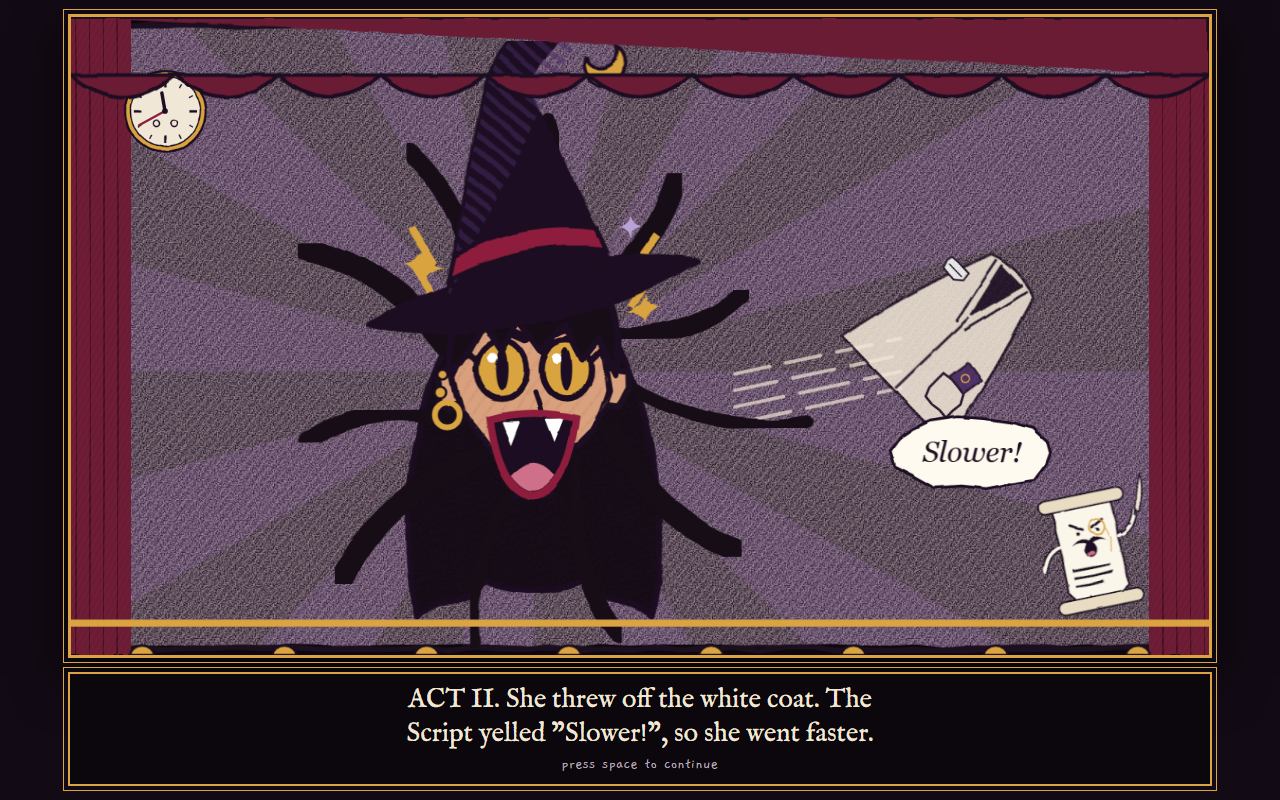 Slower!
ACT II. She threw off the white coat. The
Script yelled ”Slower!”, so she went faster.
press space to continue